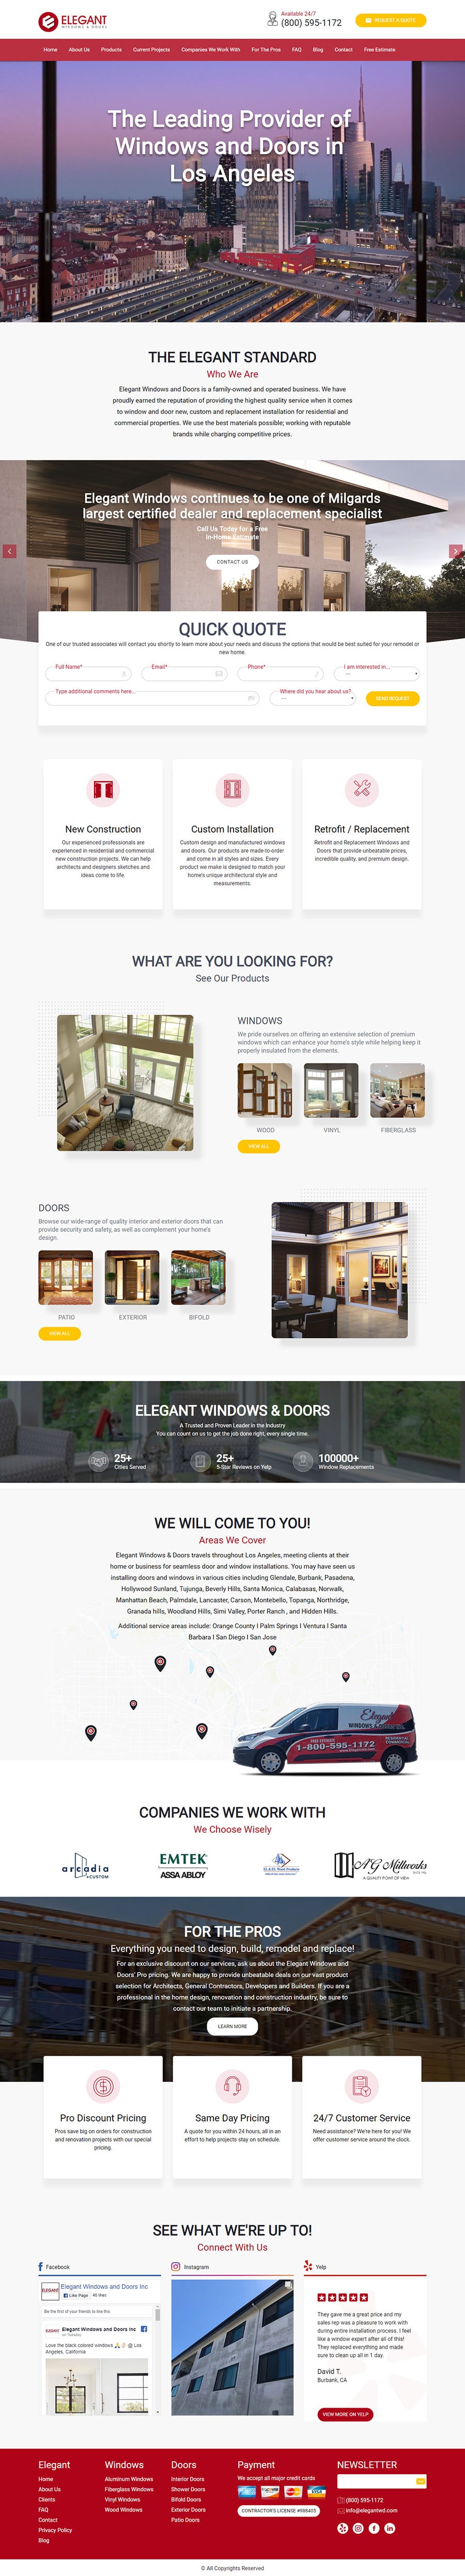 ELEGANT
WINDOWS & DOORS
Available 24/7
(800) 595-1172
REQUEST A QUOTE
Home About Us Products Current Projects Companies We Work With For The Pros FAQ Blog Contact Free Estimate
The Leading Provider of
Windows and Doors in
Los Angeles
THE ELEGANT STANDARD
Who We Are
Elegant Windows and Doors is a family-owned and operated business. We have
proudly earned the reputation of providing the highest quality service when it comes
to window and door new, custom and replacement installation for residential and
commercial properties. We use the best materials possible; working with reputable
brands while charging competitive prices.
Elegant Windows continues to be one of Milgards
largest certified dealer and replacement specialist
Call Us Today for a Free
In-Home Estimate
CONTACT US
QUICK QUOTE
One of our trusted associates will contact you shortly to learn more about your needs and discuss the options that would be best suited for your remodel or
new home.
Full Name* Email* Phone* I am interested in...
---
Type additional comments here... Where did you hear about us?
---
SEND REQUEST
New Construction
Our experienced professionals are
experienced in residential and commercial
new construction projects. We can help
architects and designers sketches and
ideas come to life.
Custom Installation
Custom design and manufactured windows
and doors. Our products are made-to-order
and come in all styles and sizes. Every
product we make is designed to match your
home's unique architectural style and
measurements.
Retrofit / Replacement
Retrofit and Replacement Windows and
Doors that provide unbeatable prices,
incredible quality, and premium design.
WHAT ARE YOU LOOKING FOR?
See Our Products
WINDOWS
We pride ourselves on offering an extensive selection of premium
windows which can enhance your home's style while helping keep it
properly insulated from the elements.
WOOD VINYL FIBERGLASS
VIEW ALL
DOORS
Browse our wide-range of quality interior and exterior doors that can
provide security and safety, as well as complement your home's
design.
PATIO EXTERIOR BIFOLD
VIEW ALL
ELEGANT WINDOWS & DOORS
A Trusted and Proven Leader in the Industry
You can count on us to get the job done right, every single time.
25+
Cities Served
25+
5-Star Reviews on Yelp
100000+
Window Replacements
WE WILL COME TO YOU!
Areas We Cover
Elegant Windows & Doors travels throughout Los Angeles, meeting clients at their
home or business for seamless door and window installations. You may have seen us
installing doors and windows in various cities including Glendale, Burbank, Pasadena,
Hollywood Sunland, Tujunga, Beverly Hills, Santa Monica, Calabasas, Norwalk,
Manhattan Beach, Palmdale, Lancaster, Carson, Montebello, Topanga, Northridge,
Granada hills, Woodland Hills, Simi Valley, Porter Ranch , and Hidden Hills.
Additional service areas include: Orange County I Palm Springs I Ventura I Santa
Barbara I San Diego I San Jose
Elegant
WINDOWS &
FREE ESTIMATE
1-800-595-1172
RESIDENTIAL
COMMERCIAL
COMPANIES WE WORK WITH
We Choose Wisely
arcadia
CUSTOM
EMTEK
ASSA ABLOY
NG Millworks
A QUALITY POINT OF VIEW
FOR THE PROS
Everything you need to design, build, remodel and replace!
For an exclusive discount on our services, ask us about the Elegant Windows and
Doors' Pro pricing. We are happy to provide unbeatable deals on our vast product
selection for Architects, General Contractors, Developers and Builders. If you are a
professional in the home design, renovation and construction industry, be sure to
contact our team to initiate a partnership.
LEARN MORE
Pro Discount Pricing
Pros save big on orders for construction
and renovation projects with our special
pricing.
Same Day Pricing
A quote for you within 24 hours, all in an
effort to help projects stay on schedule.
24/7 Customer Service
Need assistance? We're here for you! We
offer customer service around the clock.
SEE WHAT WE'RE UP TO!
Connect With Us
Facebook
Elegant Windows and Doors Inc
Like Page
Be the first of your friends to like this
Elegant Windows and Doors Inc
on Tuesday
Love the black colored windows @ Los
Angeles, California
Instagram
Yelp
They gave me a great price and my
sales rep was a pleasure to work with
during entire installation process. I feel
like a window expert after all of this!
They replaced everything and made
sure to clean up all in 1 day.
David T.
Burbank, CA
VIEW MORE ON YELP
Elegant
Home
About Us
Clients
FAQ
Contact
Privacy Policy
Blog
Windows
Aluminum Windows
Fiberglass Windows
Vinyl Windows
Wood Windows
Doors
Interior Doors
Shower Doors
Bifold Doors
Exterior Doors
Patio Doors
Payment
We accept all major credit cards
VISA
CONTRACTOR'S LICENSE #988405
NEWSLETTER
(800) 595-1172
info@elegantwd.com
© All Copyrights Reserved